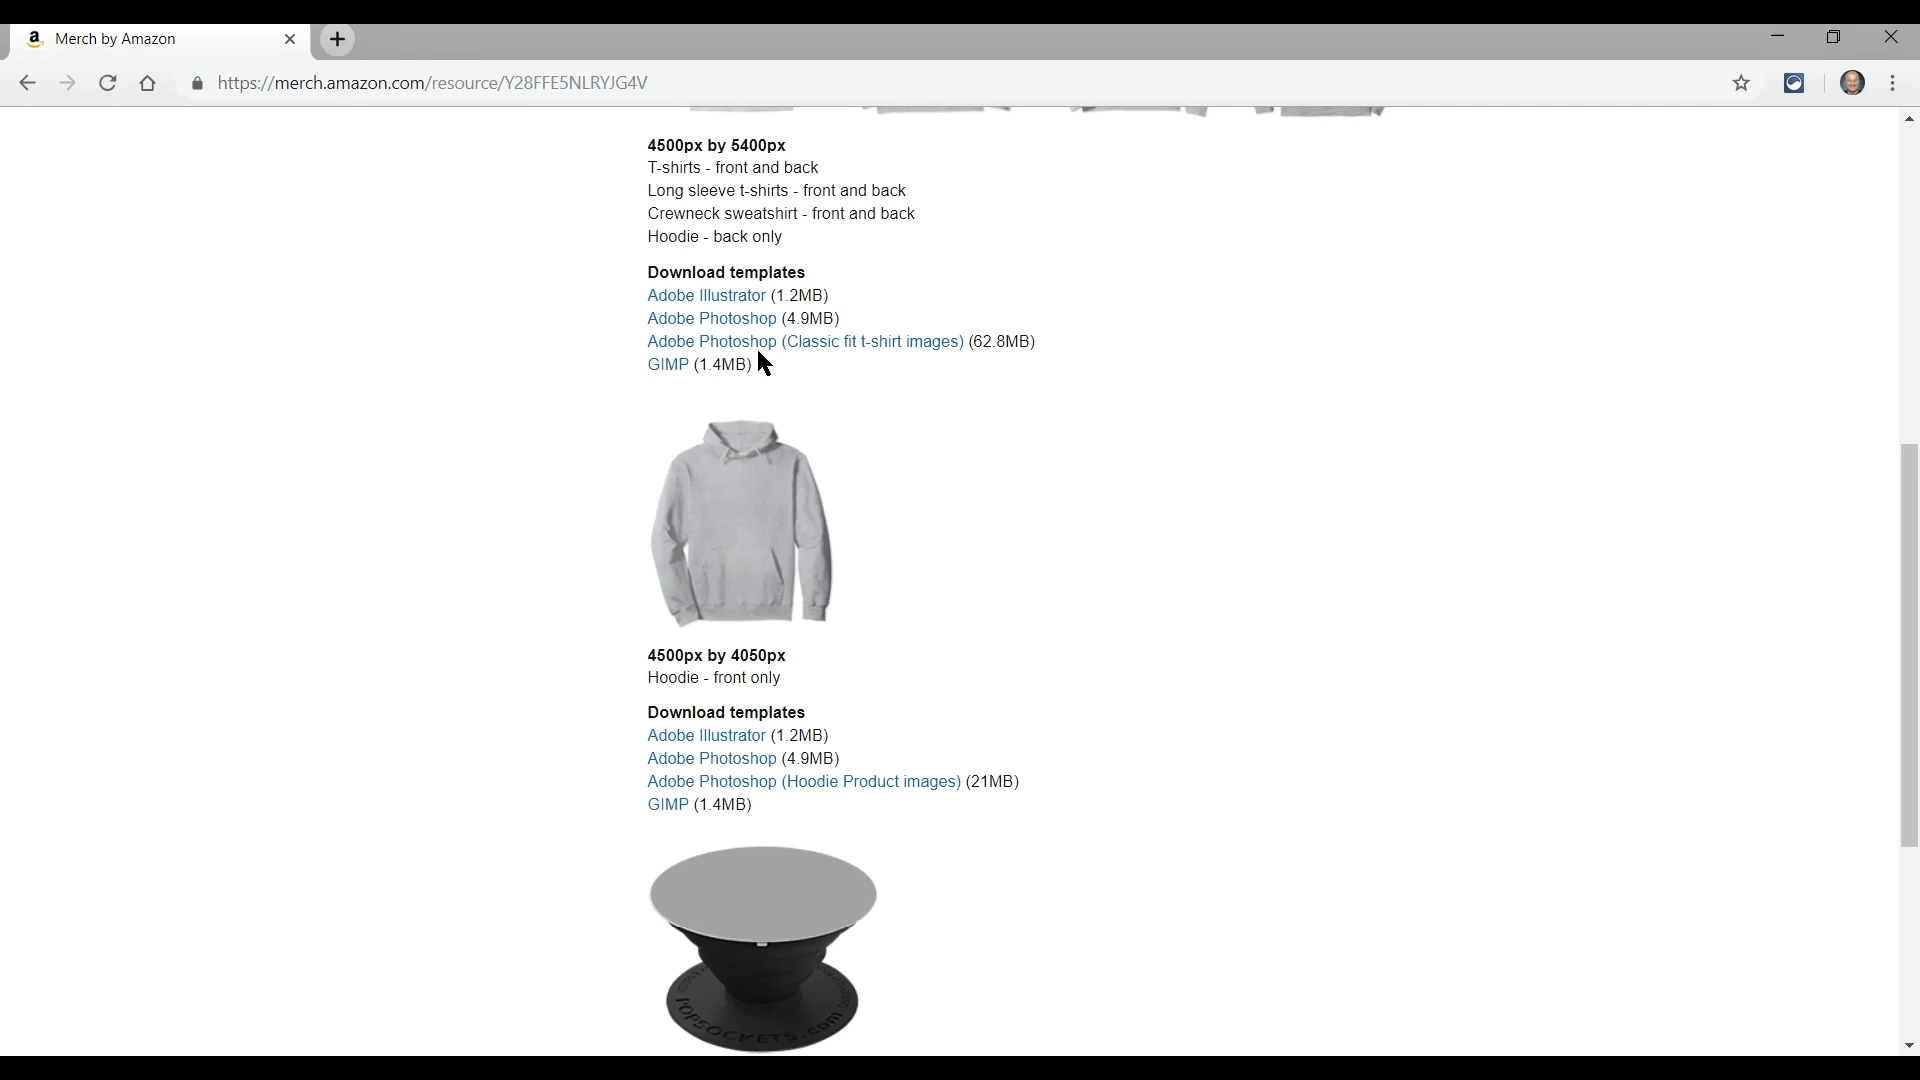 Merch by Amazon
https://merch.amazon.com/resource/Y28FFE5NLRYJG4V
4500px by 5400px
T-shirts - front and back
Long sleeve t-shirts - front and back
Crewneck sweatshirt - front and back
Hoodie - back only
Download templates
Adobe Illustrator (1.2MB)
Adobe Photoshop (4.9MB)
Adobe Photoshop (Classic fit t-shirt images) (62.8MB)
GIMP (1.4MB)
4500px by 4050px
Hoodie - front only
Download templates
Adobe Illustrator (1.2MB)
Adobe Photoshop (4.9MB)
Adobe Photoshop (Hoodie Product images) (21MB)
GIMP (1.4MB)
POPSOCKETS.com